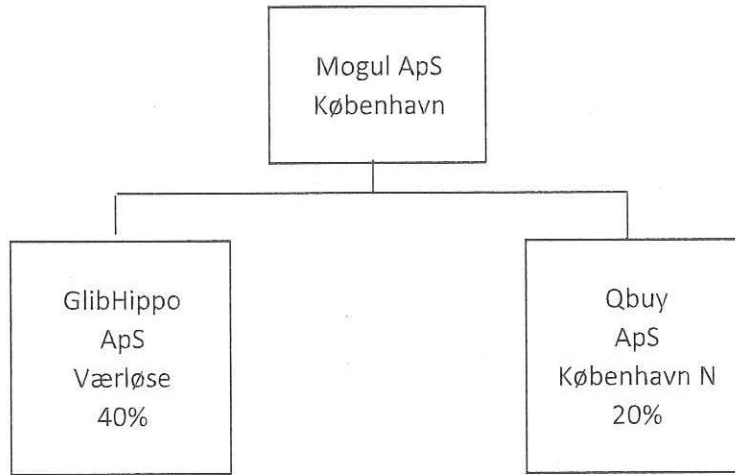 Mogul ApS
København
GlibHippo
ApS
Værløse
40%
Qbuy
ApS
København N
20%